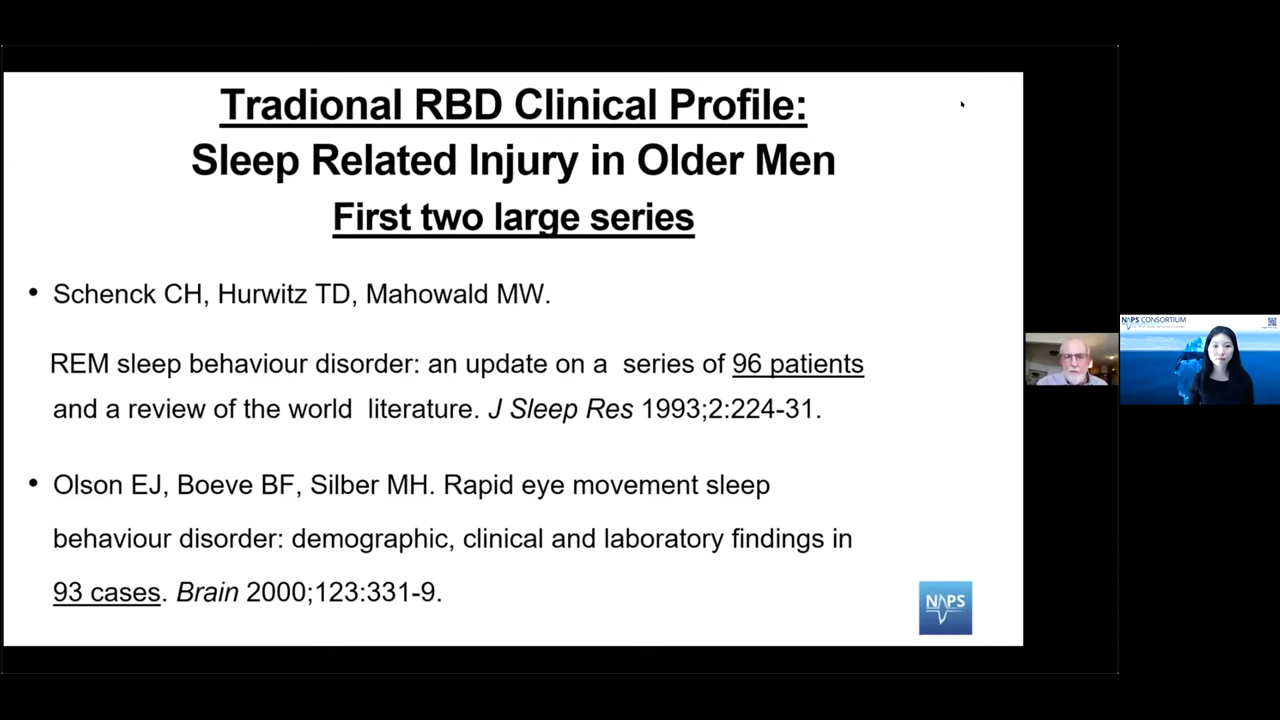 Tradional RBD Clinical Profile:
Sleep Related Injury in Older Men
First two large series
• Schenck CH, Hurwitz TD, Mahowald MW.
REM sleep behaviour disorder: an update on a series of 96 patients
and a review of the world literature. J Sleep Res 1993;2:224-31.
• Olson EJ, Boeve BF, Silber MH. Rapid eye movement sleep
behaviour disorder: demographic, clinical and laboratory findings in
93 cases. Brain 2000;123:331-9.
NAPS
NAPS CONSORTIUM